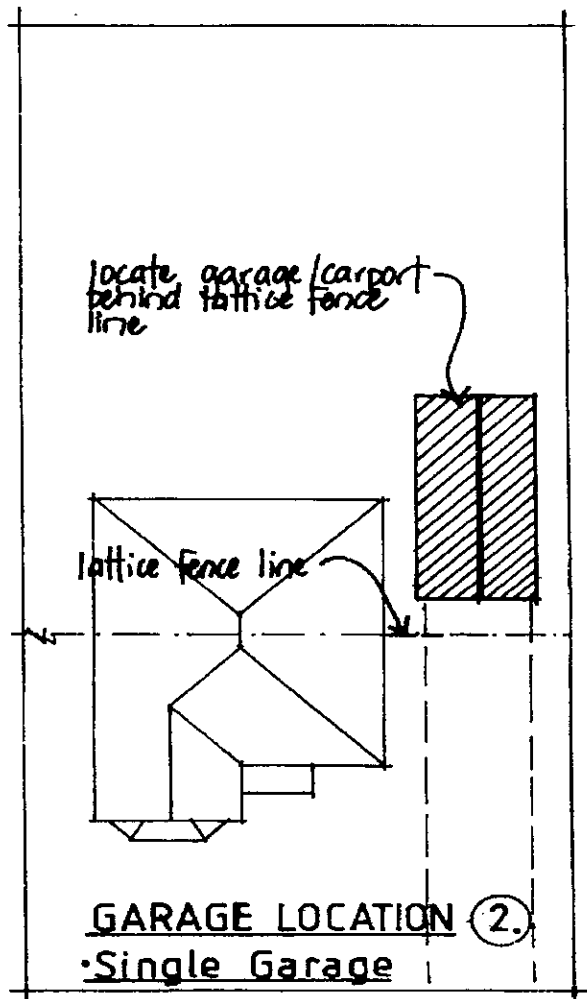 locate garage/carport
behind lattice fence
line
lattice fence line
GARAGE LOCATION 2.
·Single Garage